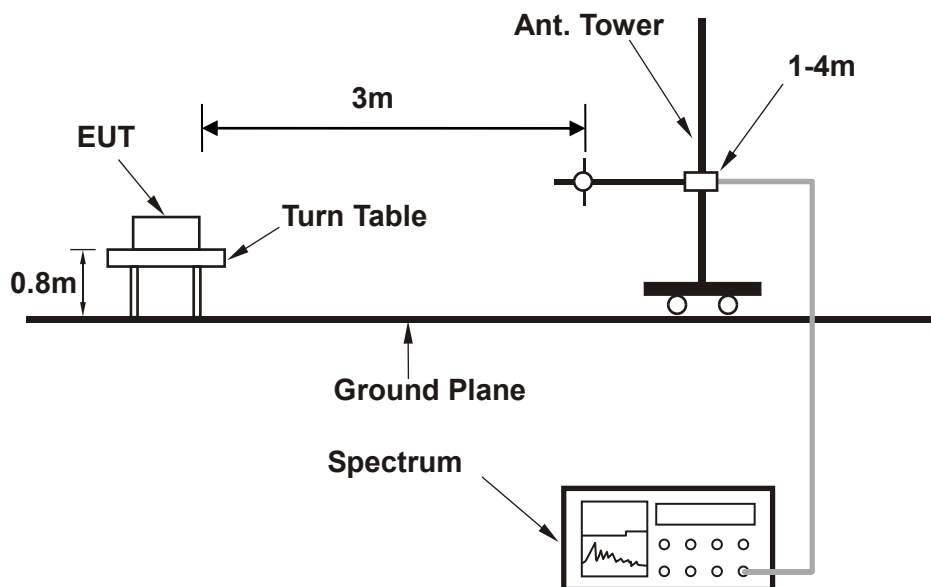 Ant. Tower
1-4m
3m
EUT
Turn Table
0.8m
Ground Plane
Spectrum